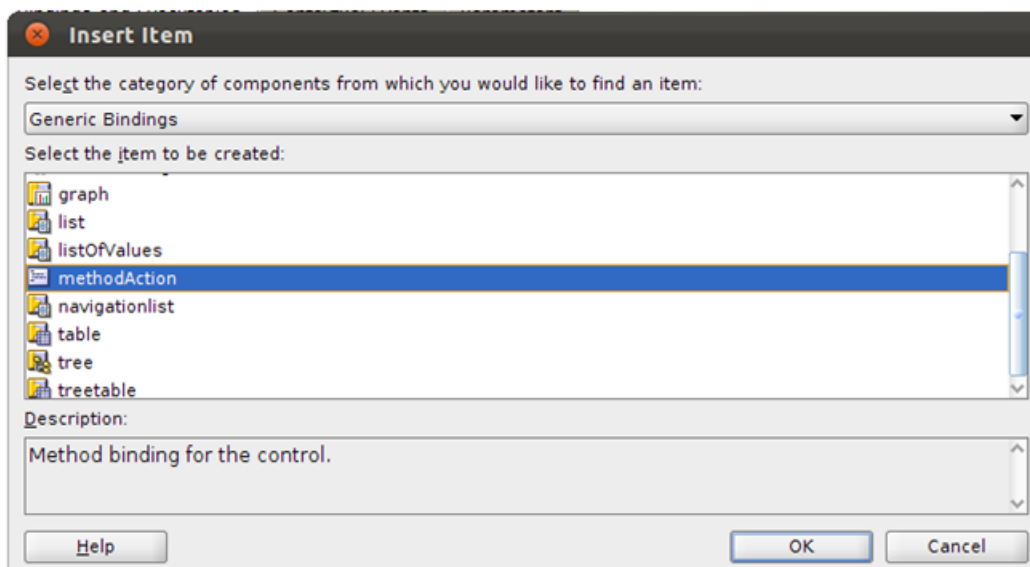 Insert Item
Select the category of components from which you would like to find an item:
Generic Bindings
Select the item to be created:
graph
list
listOfValues
methodAction
navigationlist
table
tree
treetable
Description:
Method binding for the control.
Help
OK
Cancel